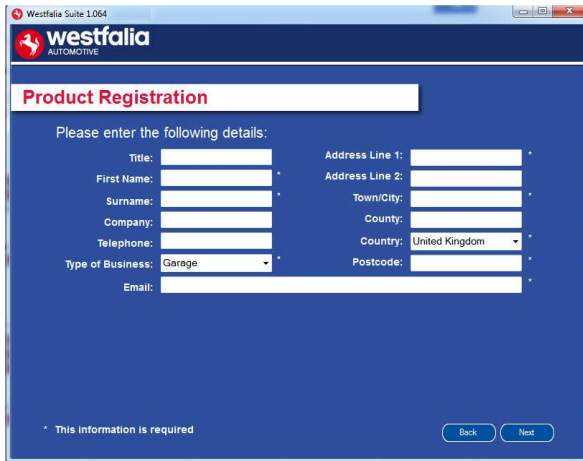 Westfalia Suite 1.064
westfalia
AUTOMOTIVE
Product Registration
Please enter the following details:
Title:
First Name: *
Surname: *
Company:
Telephone:
Type of Business: Garage *
Address Line 1: *
Address Line 2:
Town/City: *
County:
Country: United Kingdom *
Postcode: *
Email: *
* This information is required
Back
Next